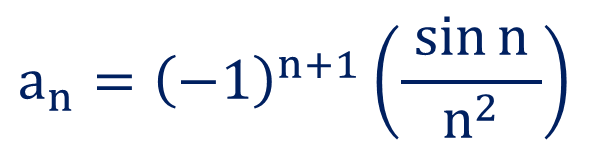 aₙ = (−1)ⁿ⁺¹ (sin n / n²)